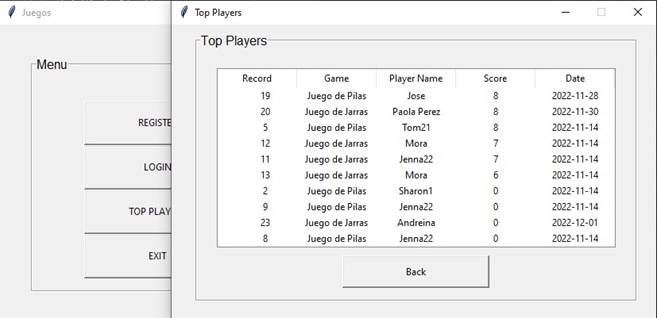 Juegos
Menu
REGISTE
LOGIN
TOP PLAY
EXIT
Top Players
Top Players
Record Game Player Name Score Date
19 Juego de Pilas Jose 8 2022-11-28
20 Juego de Jarras Paola Perez 8 2022-11-30
5 Juego de Pilas Tom21 8 2022-11-14
12 Juego de Jarras Mora 7 2022-11-14
11 Juego de Jarras Jenna22 7 2022-11-14
13 Juego de Pilas Mora 6 2022-11-14
2 Juego de Pilas Sharon1 0 2022-11-14
9 Juego de Pilas Jenna22 0 2022-11-14
23 Juego de Jarras Andreina 0 2022-12-01
8 Juego de Pilas Jenna22 0 2022-11-14
Back